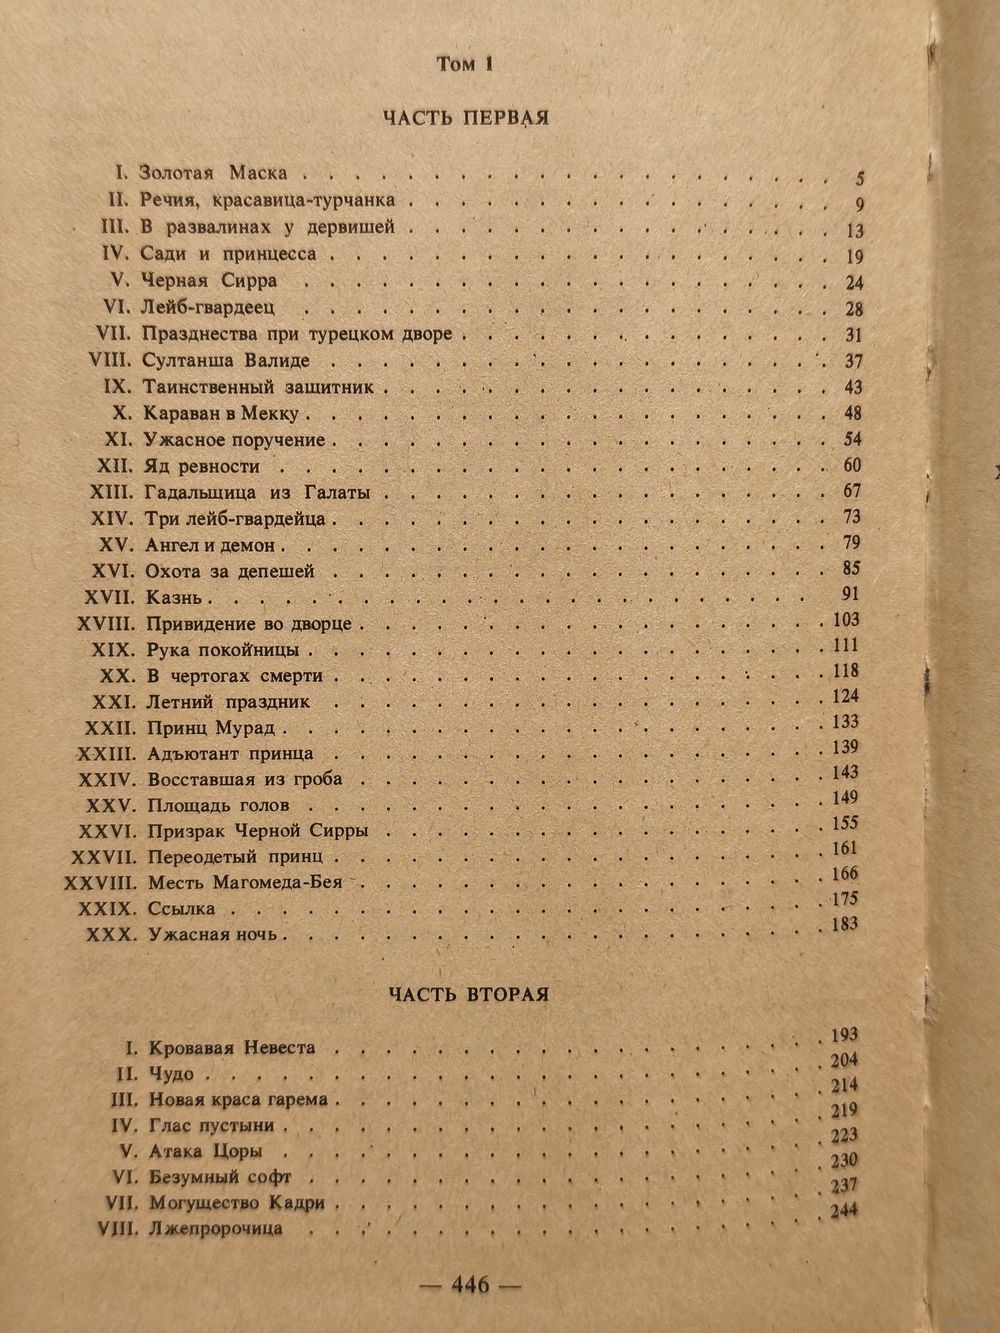 Том 1
ЧАСТЬ ПЕРВАЯ
I. Золотая Маска . . . . . . . . . . . . . . . . . . . . . 5
II. Речия, красавица-турчанка . . . . . . . . . . . . . . . . . 9
III. В развалинах у дервишей . . . . . . . . . . . . . . . . . 13
IV. Сади и принцесса . . . . . . . . . . . . . . . . . . . . 19
V. Черная Сирра . . . . . . . . . . . . . . . . . . . . . 24
VI. Лейб-гвардеец . . . . . . . . . . . . . . . . . . . . . 28
VII. Празднества при турецком дворе . . . . . . . . . . . . . . . 31
VIII. Султанша Валиде . . . . . . . . . . . . . . . . . . . . 37
IX. Таинственный защитник . . . . . . . . . . . . . . . . . . 43
X. Караван в Мекку . . . . . . . . . . . . . . . . . . . . . 48
XI. Ужасное поручение . . . . . . . . . . . . . . . . . . . . 54
XII. Яд ревности . . . . . . . . . . . . . . . . . . . . . . 60
XIII. Гадальщица из Галаты . . . . . . . . . . . . . . . . . . 67
XIV. Три лейб-гвардейца . . . . . . . . . . . . . . . . . . . . 73
XV. Ангел и демон . . . . . . . . . . . . . . . . . . . . . . 79
XVI. Охота за депешей . . . . . . . . . . . . . . . . . . . . 85
XVII. Казнь . . . . . . . . . . . . . . . . . . . . . . . . 91
XVIII. Привидение во дворце . . . . . . . . . . . . . . . . . . . 103
XIX. Рука покойницы . . . . . . . . . . . . . . . . . . . . . 111
XX. В чертогах смерти . . . . . . . . . . . . . . . . . . . . 118
XXI. Летний праздник . . . . . . . . . . . . . . . . . . . . 124
XXII. Принц Мурад . . . . . . . . . . . . . . . . . . . . . . 133
XXIII. Адъютант принца . . . . . . . . . . . . . . . . . . . . 139
XXIV. Восставшая из гроба . . . . . . . . . . . . . . . . . . . 143
XXV. Площадь голов . . . . . . . . . . . . . . . . . . . . . 149
XXVI. Призрак Черной Сирры . . . . . . . . . . . . . . . . . . 155
XXVII. Переодетый принц . . . . . . . . . . . . . . . . . . . . 161
XXVIII. Месть Магомеда-Бея . . . . . . . . . . . . . . . . . . . 166
XXIX. Ссылка . . . . . . . . . . . . . . . . . . . . . . . . 175
XXX. Ужасная ночь . . . . . . . . . . . . . . . . . . . . . . 183
ЧАСТЬ ВТОРАЯ
I. Кровавая Невеста . . . . . . . . . . . . . . . . . . . . 193
II. Чудо . . . . . . . . . . . . . . . . . . . . . . . . . 204
III. Новая краса гарема . . . . . . . . . . . . . . . . . . . . 214
IV. Глас пустыни . . . . . . . . . . . . . . . . . . . . . . 219
V. Атака Цоры . . . . . . . . . . . . . . . . . . . . . . 223
VI. Безумный софт . . . . . . . . . . . . . . . . . . . . . 230
VII. Могущество Кадри . . . . . . . . . . . . . . . . . . . . 237
VIII. Лжепророчица . . . . . . . . . . . . . . . . . . . . . 244
— 446 —